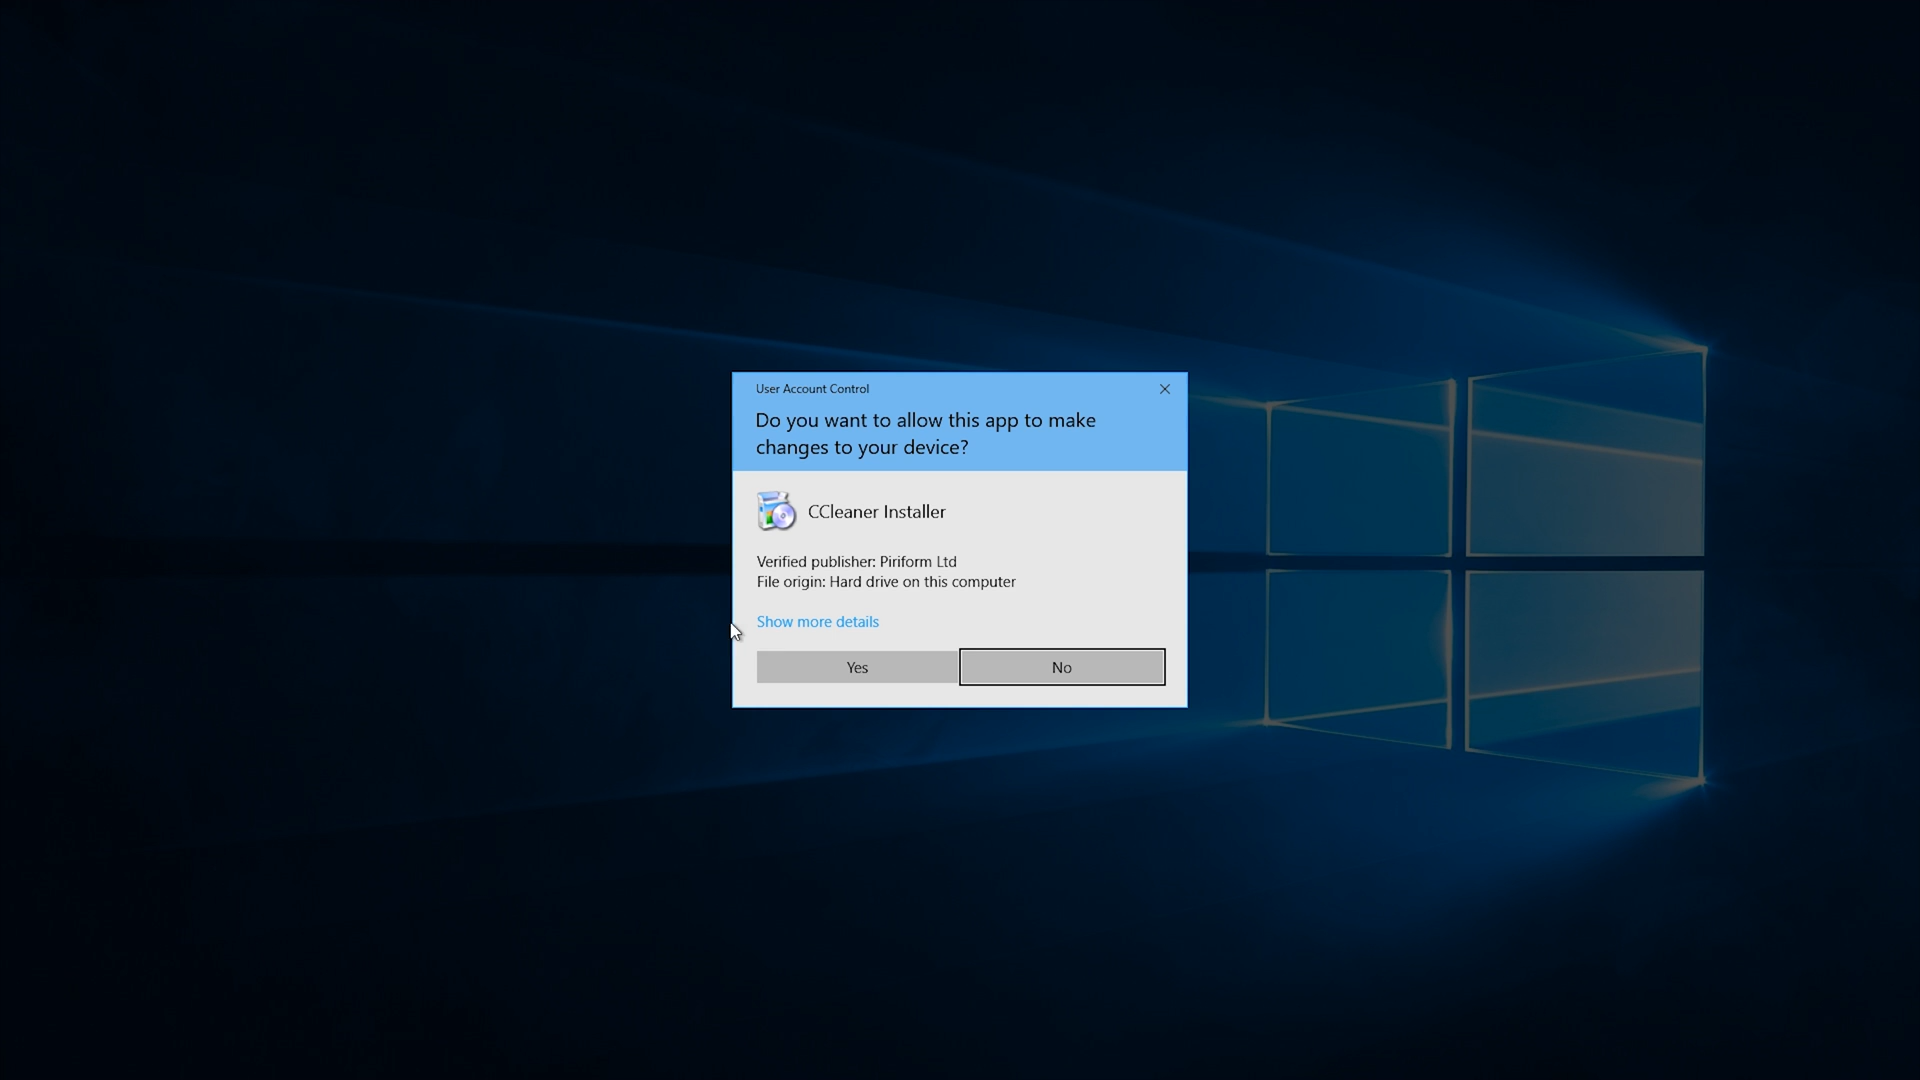 User Account Control
Do you want to allow this app to make
changes to your device?
CCleaner Installer
Verified publisher: Piriform Ltd
File origin: Hard drive on this computer
Show more details
Yes
No